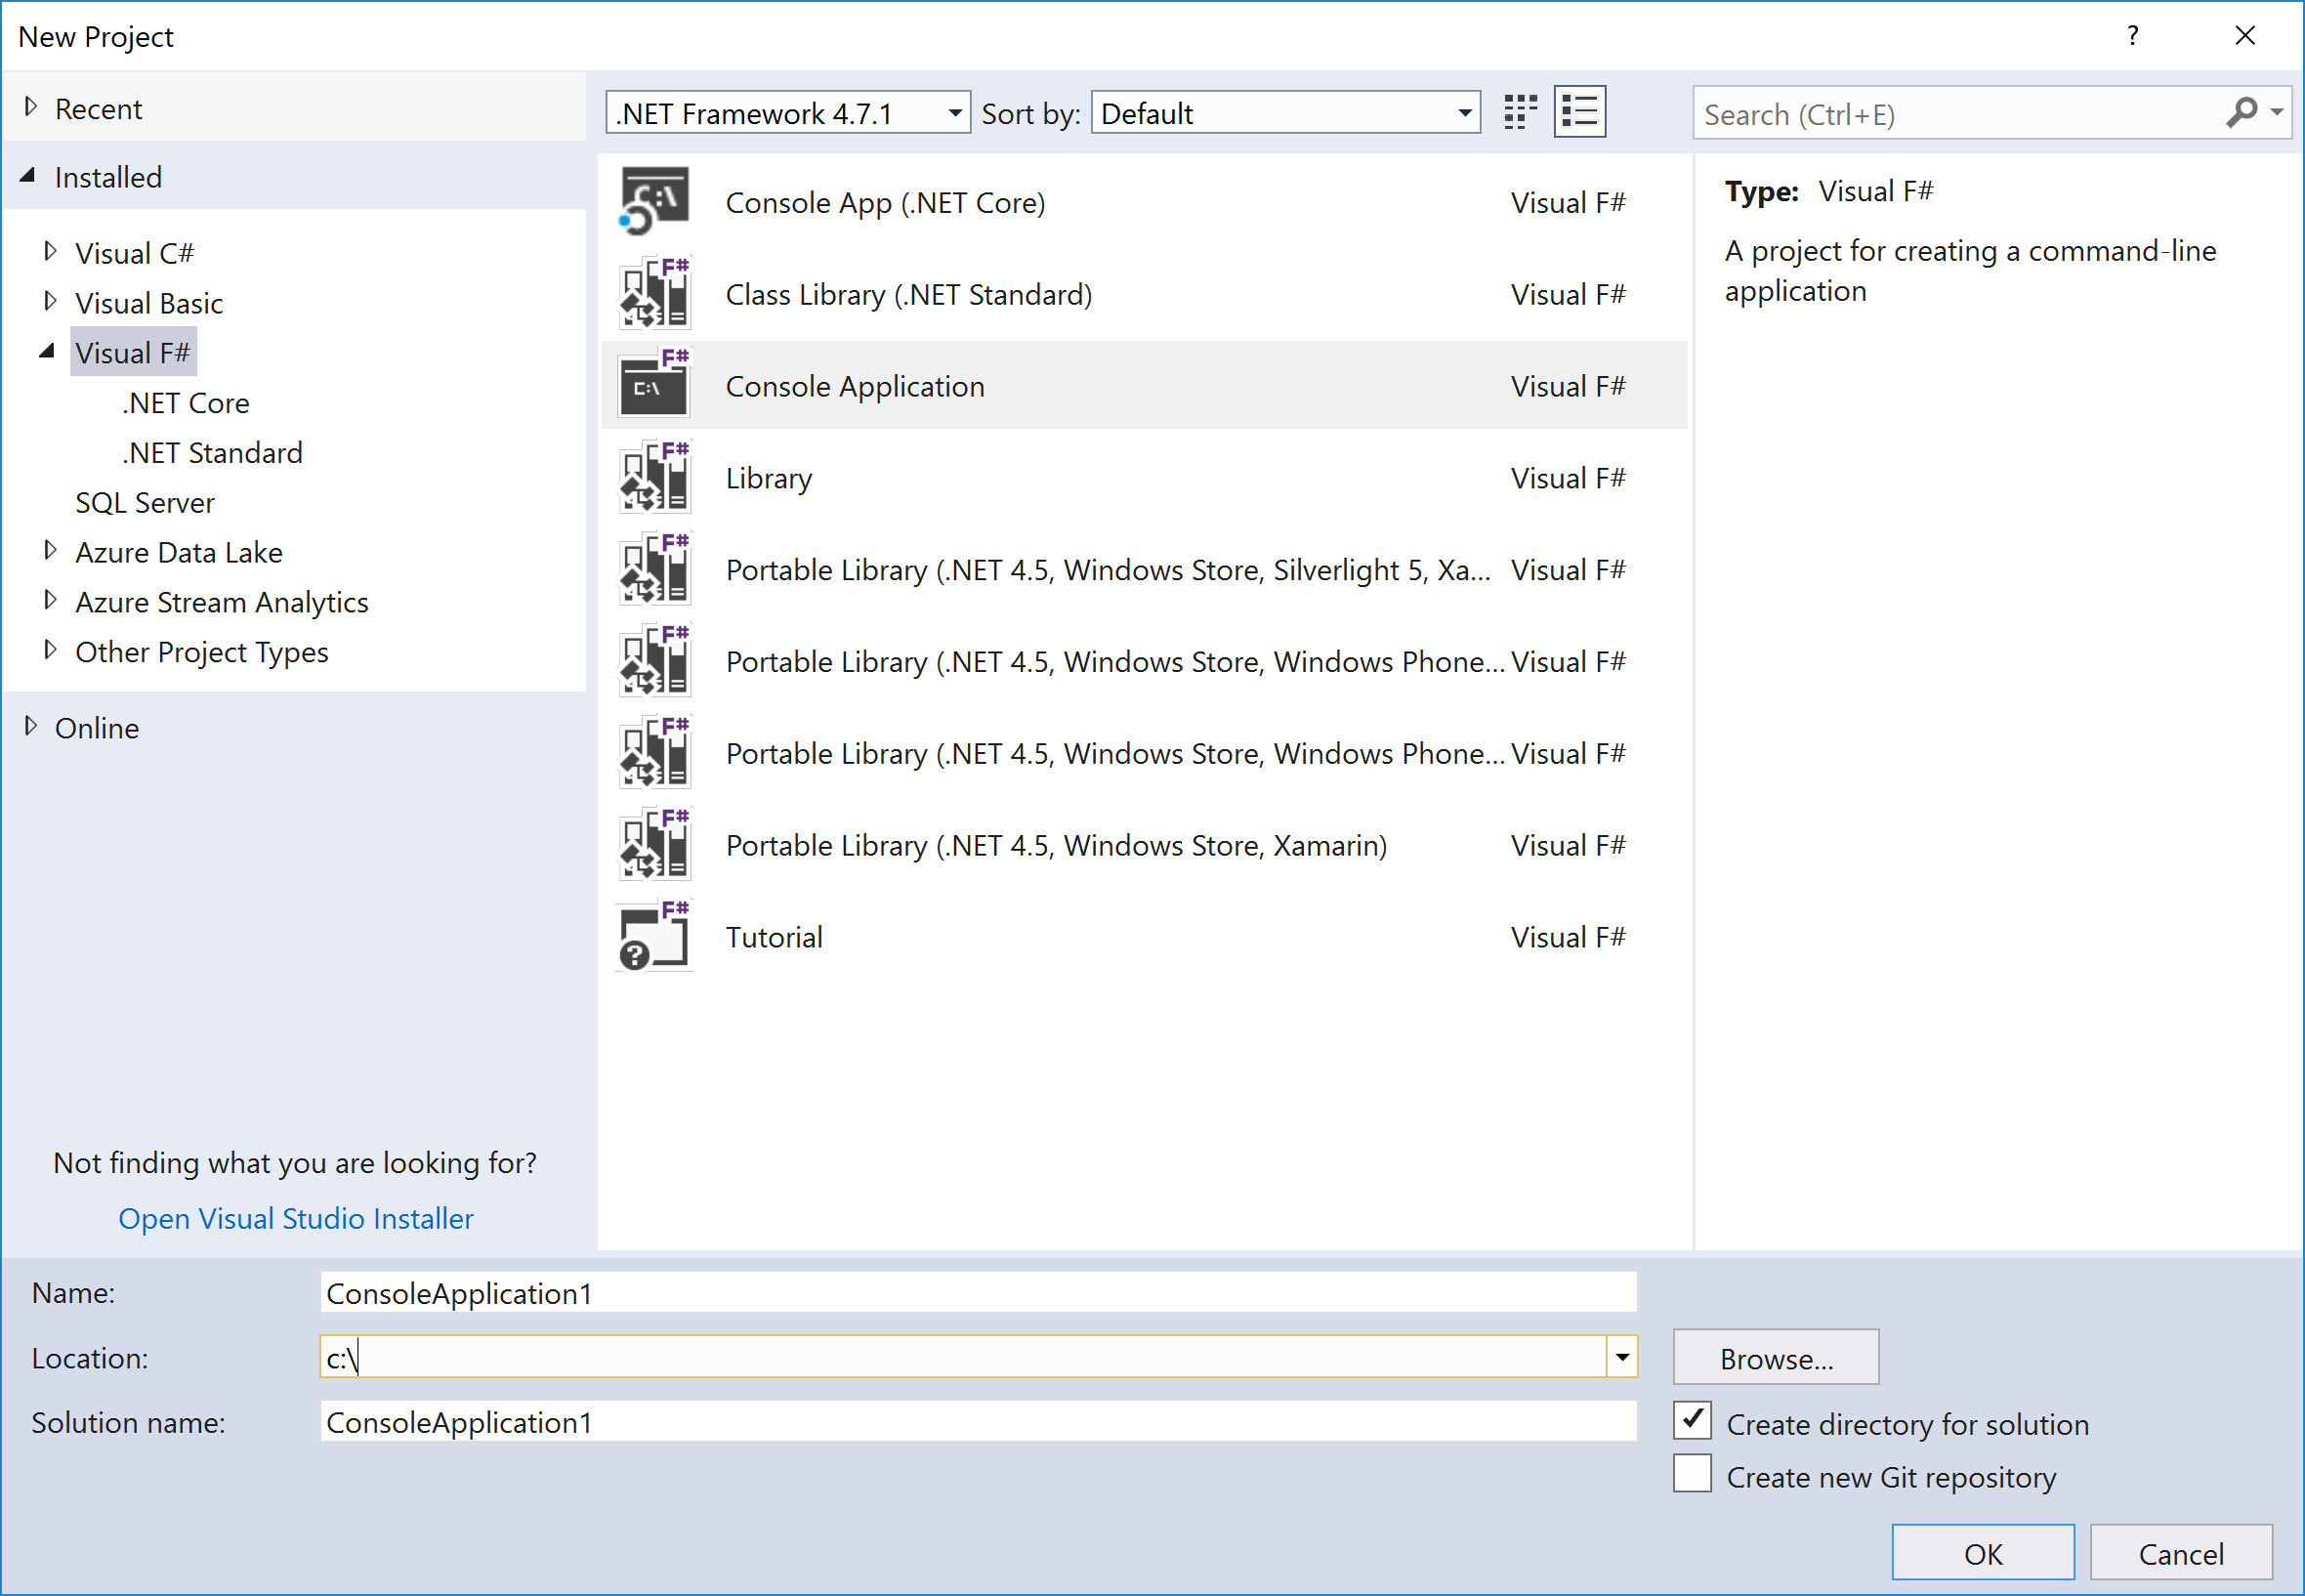 New Project
?
Recent
Installed
Visual C#
Visual Basic
Visual F#
.NET Core
.NET Standard
SQL Server
Azure Data Lake
Azure Stream Analytics
Other Project Types
Online
Not finding what you are looking for?
Open Visual Studio Installer
.NET Framework 4.7.1 Sort by: Default
Search (Ctrl+E)
C:\ Console App (.NET Core) Visual F#
F# Class Library (.NET Standard) Visual F#
F# C:\ Console Application Visual F#
F# Library Visual F#
F# Portable Library (.NET 4.5, Windows Store, Silverlight 5, Xa... Visual F#
F# Portable Library (.NET 4.5, Windows Store, Windows Phone... Visual F#
F# Portable Library (.NET 4.5, Windows Store, Windows Phone... Visual F#
F# Portable Library (.NET 4.5, Windows Store, Xamarin) Visual F#
F# ? Tutorial Visual F#
Type: Visual F#
A project for creating a command-line
application
Name: ConsoleApplication1
Location: c:\ Browse...
Solution name: ConsoleApplication1
Create directory for solution
Create new Git repository
OK Cancel